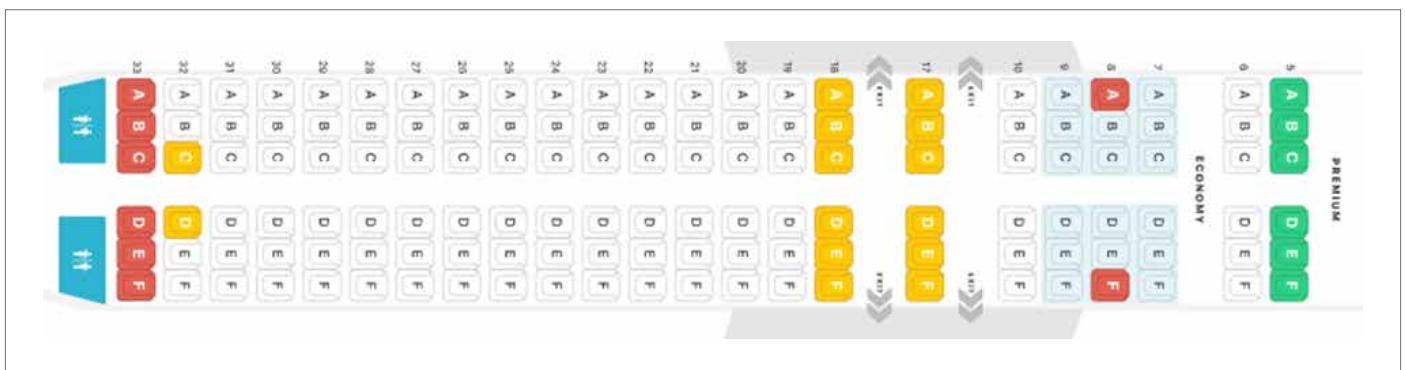 PREMIUM
5 A B C D E F
6 A B C D E F
ECONOMY
7 A B C D E F
8 A B C D E F
9 A B C D E F
10 A B C D E F
EXIT EXIT
17 A B C D E F
EXIT EXIT
18 A B C D E F
19 A B C D E F
20 A B C D E F
21 A B C D E F
22 A B C D E F
23 A B C D E F
24 A B C D E F
25 A B C D E F
26 A B C D E F
27 A B C D E F
28 A B C D E F
29 A B C D E F
30 A B C D E F
31 A B C D E F
32 A B C D E F
33 A B C D E F